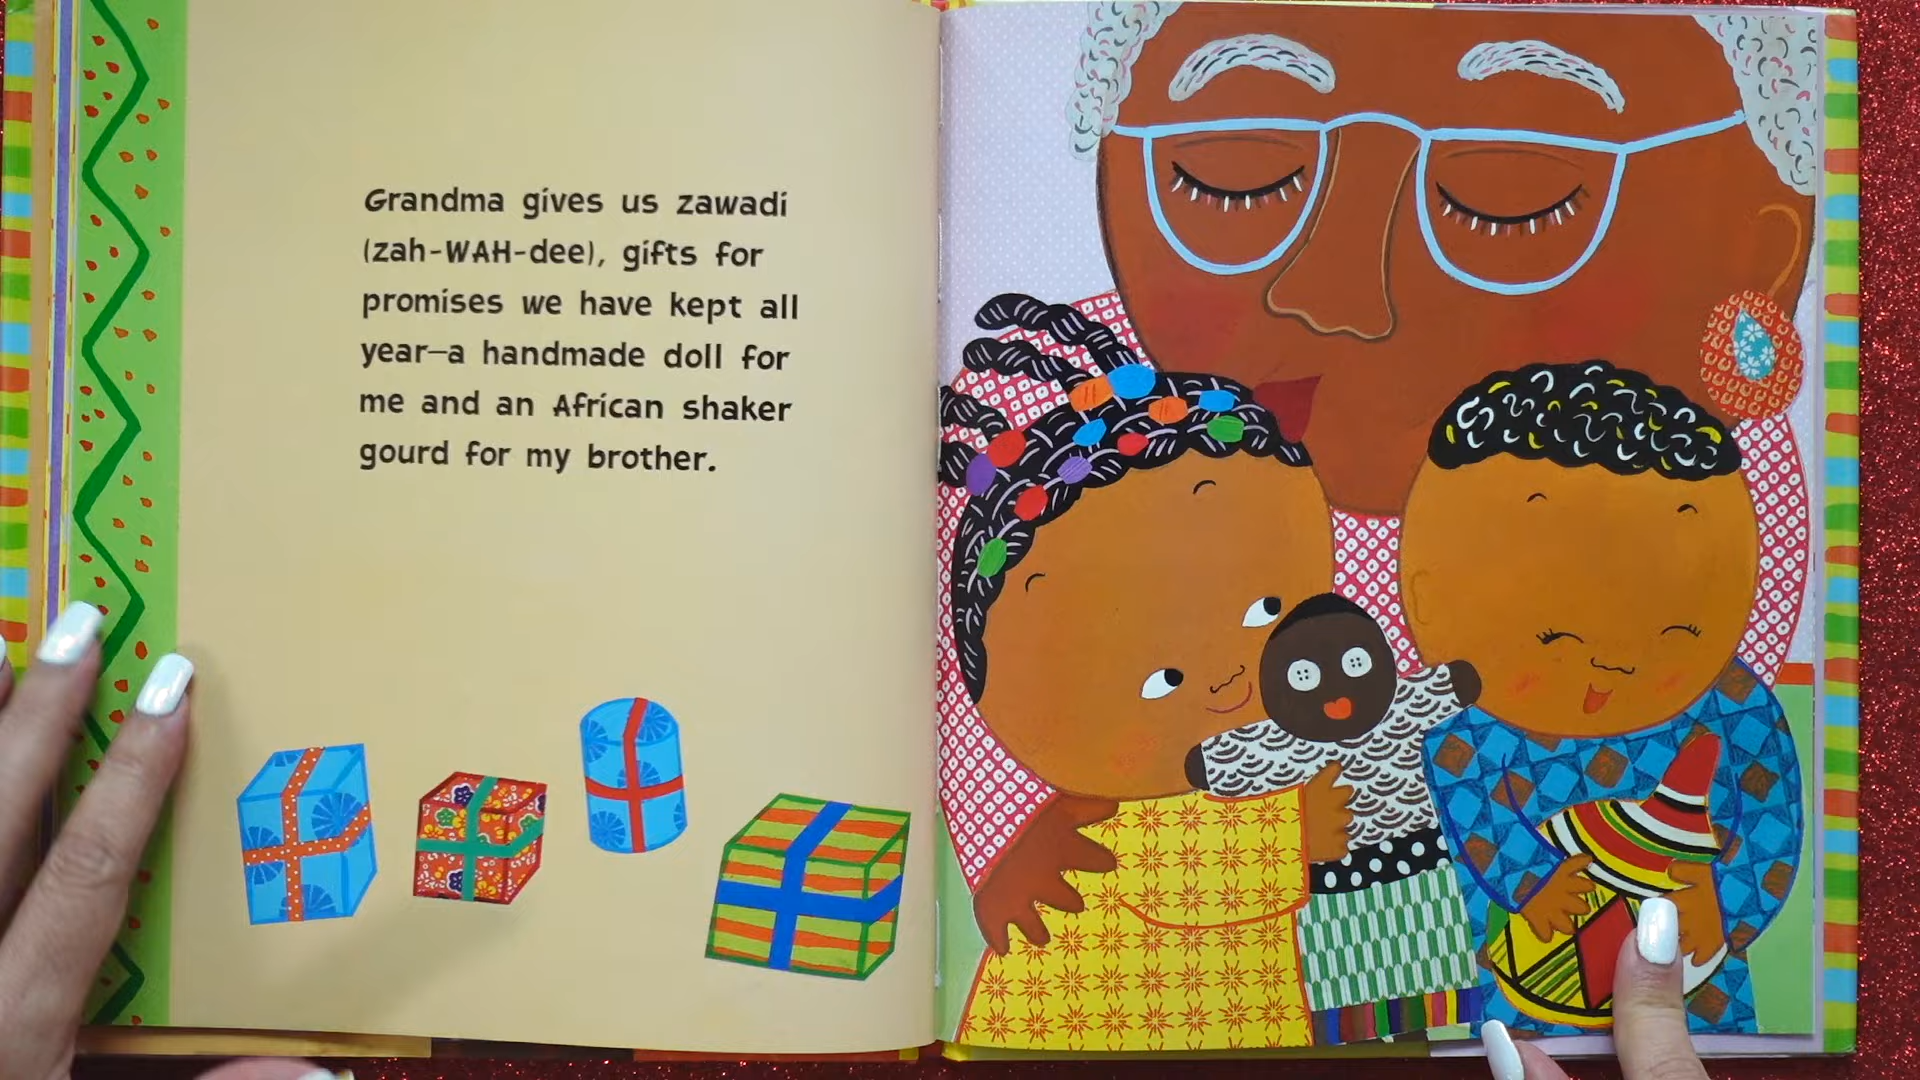 Grandma gives us zawadi
(zah-WAH-dee), gifts for
promises we have kept all
year—a handmade doll for
me and an African shaker
gourd for my brother.